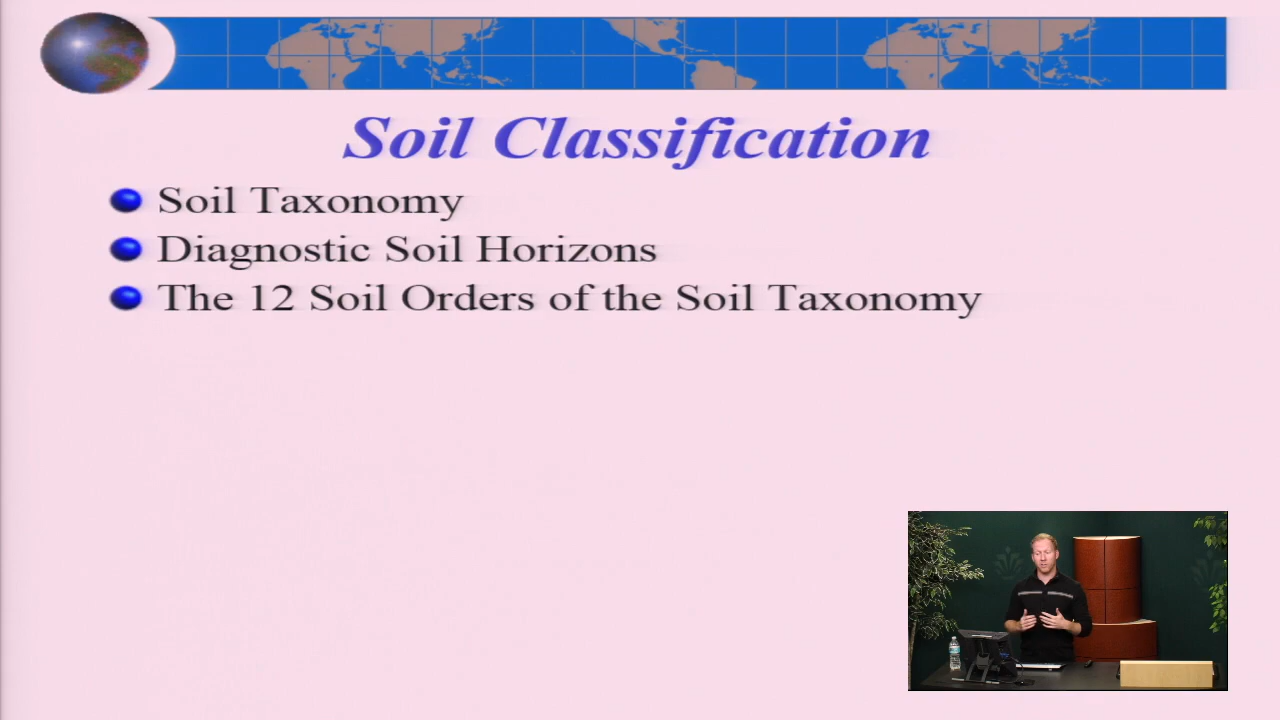 Soil Classification
Soil Taxonomy
Diagnostic Soil Horizons
The 12 Soil Orders of the Soil Taxonomy